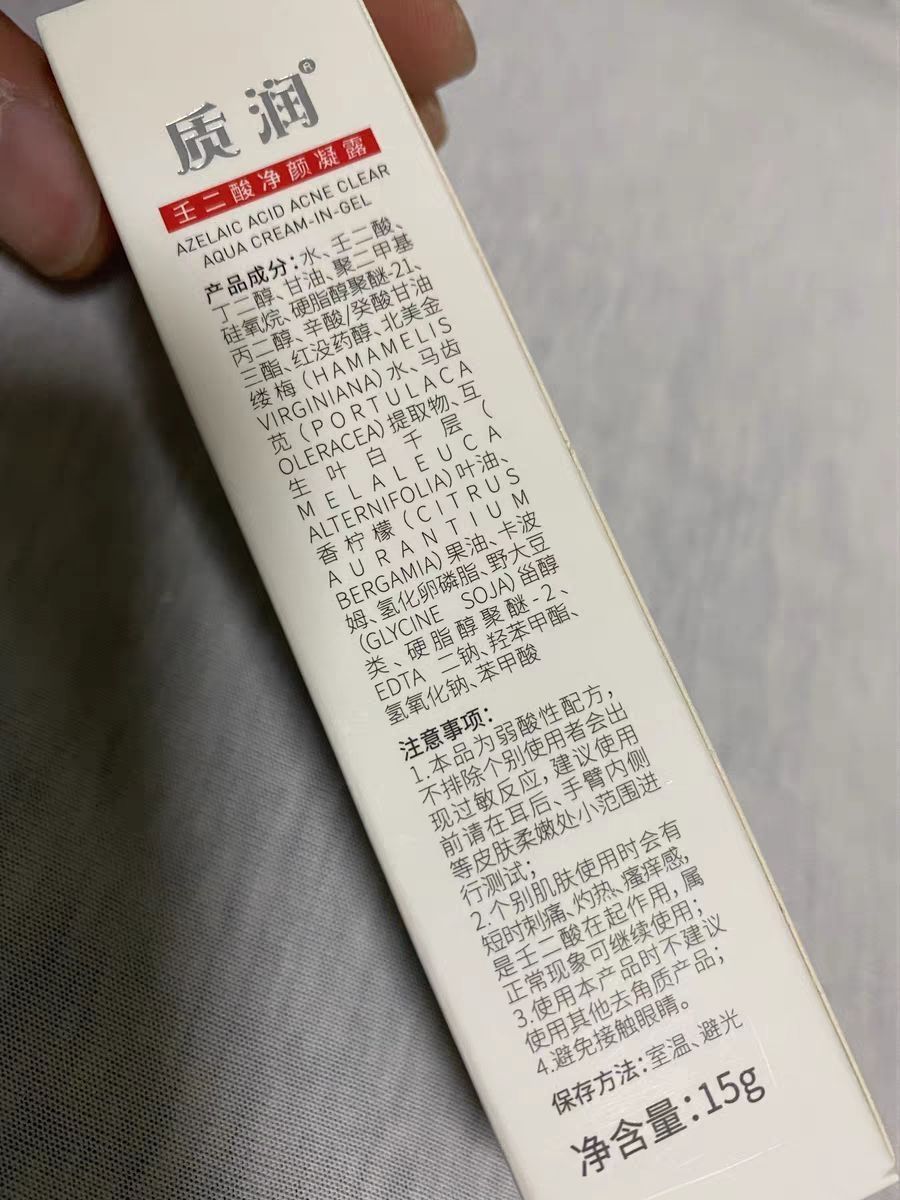 质润®
壬二酸净颜凝露
AZELAIC ACID ACNE CLEAR
AQUA CREAM-IN-GEL
产品成分:水、壬二酸、
丁二醇、甘油、聚二甲基
硅氧烷、硬脂醇聚醚-21、
丙二醇、辛酸/癸酸甘油
三酯、红没药醇、北美金
缕梅(HAMAMELIS
VIRGINIANA)水、马齿
苋(PORTULACA
OLERACEA)提取物、互
生叶白千层(
MELALEUCA
ALTERNIFOLIA)叶油、
香柠檬(CITRUS
AURANTIUM
BERGAMIA)果油、卡波
姆、氢化卵磷脂、野大豆
(GLYCINE SOJA)甾醇
类、硬脂醇聚醚-2、
EDTA 二钠、羟苯甲酯、
氢氧化钠、苯甲酸
注意事项:
1.本品为弱酸性配方,
不排除个别使用者会出
现过敏反应,建议使用
前请在耳后、手臂内侧
等皮肤柔嫩处小范围进
行测试;
2.个别肌肤使用时会有
短时刺痛、灼热、瘙痒感,
是壬二酸在起作用,属
正常现象可继续使用;
3.使用本产品时不建议
使用其他去角质产品;
4.避免接触眼睛。
保存方法:室温、避光
净含量:15g